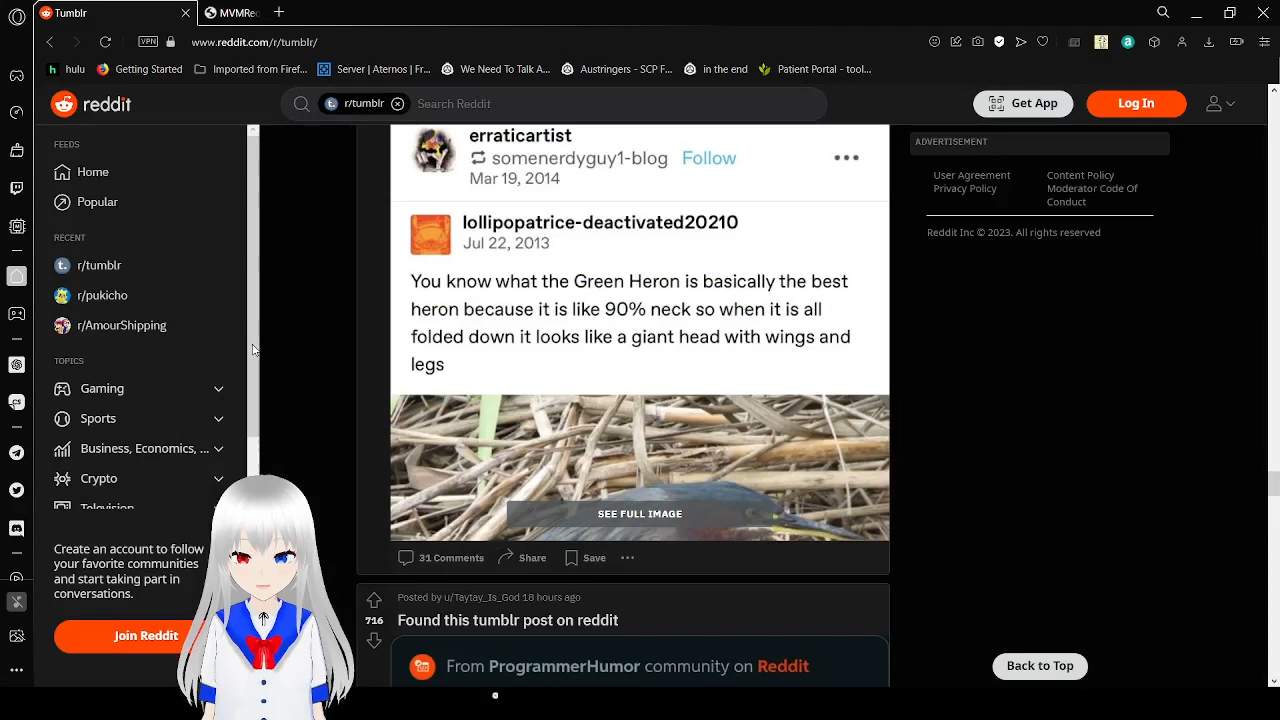 Tumblr
MVMRe
www.reddit.com/r/tumblr/
VPN
hulu
Getting Started
Imported from Firef...
Server | Aternos | Fr...
We Need To Talk A...
Austringers - SCP F...
in the end
Patient Portal - tool...
reddit
r/tumblr
Search Reddit
Get App
Log In
FEEDS
Home
Popular
RECENT
r/tumblr
r/pukicho
r/AmourShipping
TOPICS
Gaming
Sports
Business, Economics, ...
Crypto
Television
Create an account to follow
your favorite communities
and start taking part in
conversations.
Join Reddit
erraticartist
somenerdyguy1-blog Follow
Mar 19, 2014
lollipopatrice-deactivated20210
Jul 22, 2013
You know what the Green Heron is basically the best
heron because it is like 90% neck so when it is all
folded down it looks like a giant head with wings and
legs
SEE FULL IMAGE
31 Comments
Share
Save
Posted by u/Taytay_Is_God 18 hours ago
716
Found this tumblr post on reddit
From ProgrammerHumor community on Reddit
ADVERTISEMENT
User Agreement
Privacy Policy
Content Policy
Moderator Code Of
Conduct
Reddit Inc © 2023. All rights reserved
Back to Top